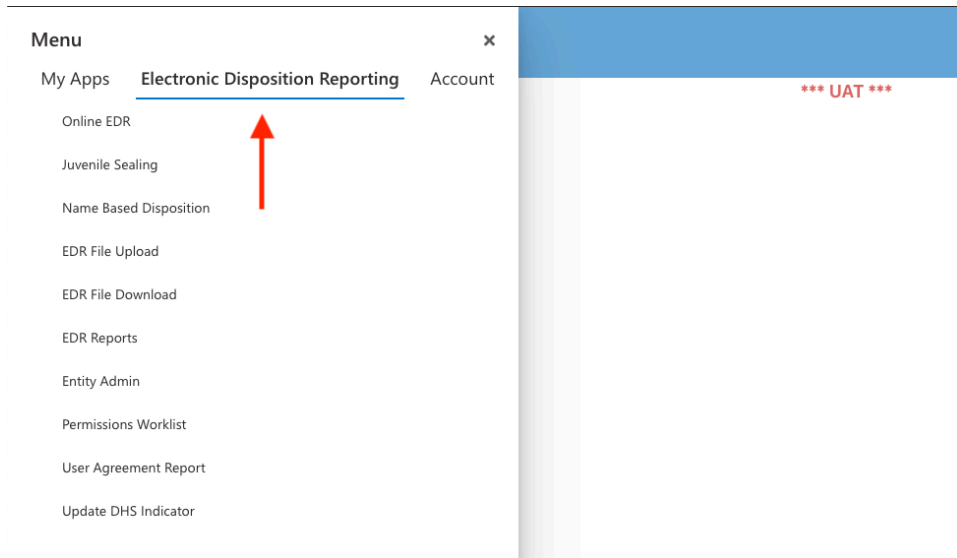 Menu
My Apps Electronic Disposition Reporting Account
*** UAT ***
Online EDR
Juvenile Sealing
Name Based Disposition
EDR File Upload
EDR File Download
EDR Reports
Entity Admin
Permissions Worklist
User Agreement Report
Update DHS Indicator